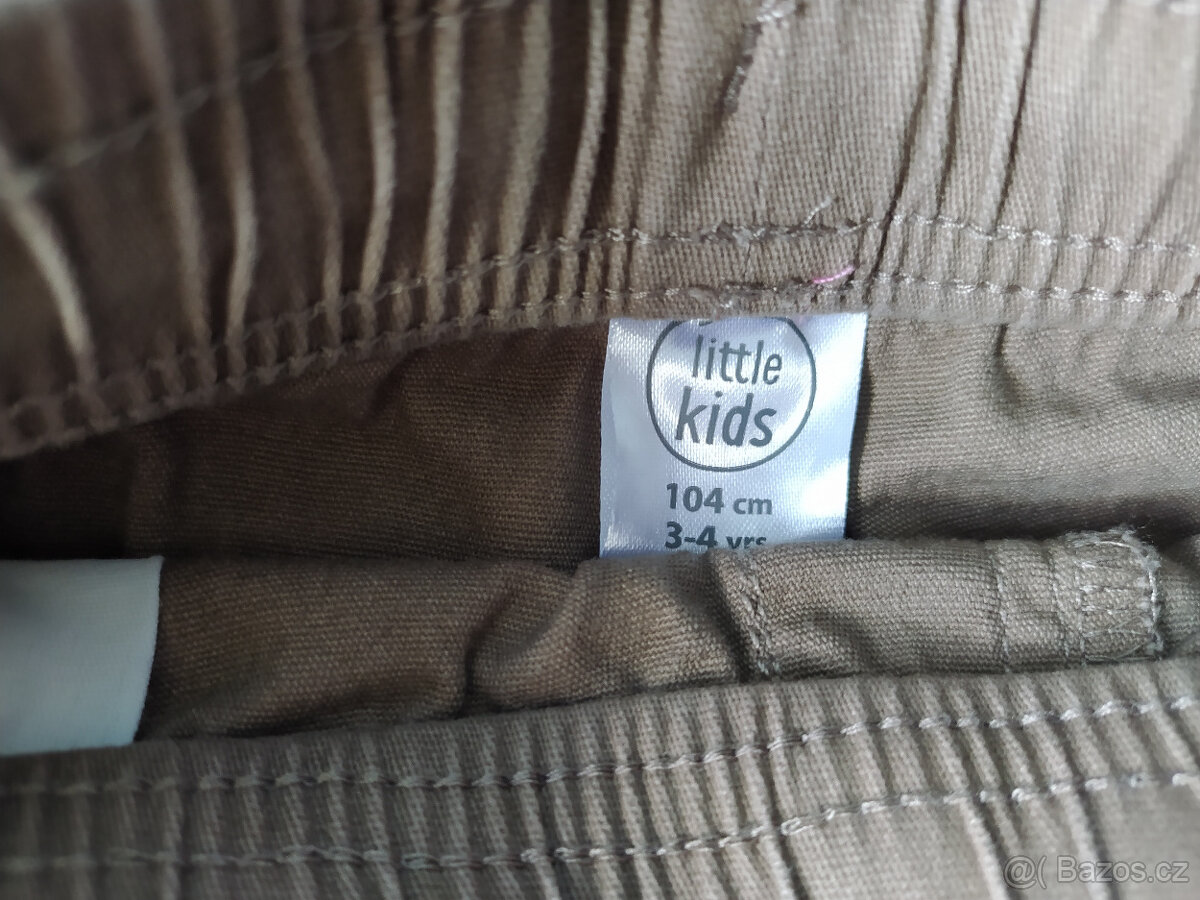 little
kids
104 cm
3-4 yrs
@( Bazos.cz